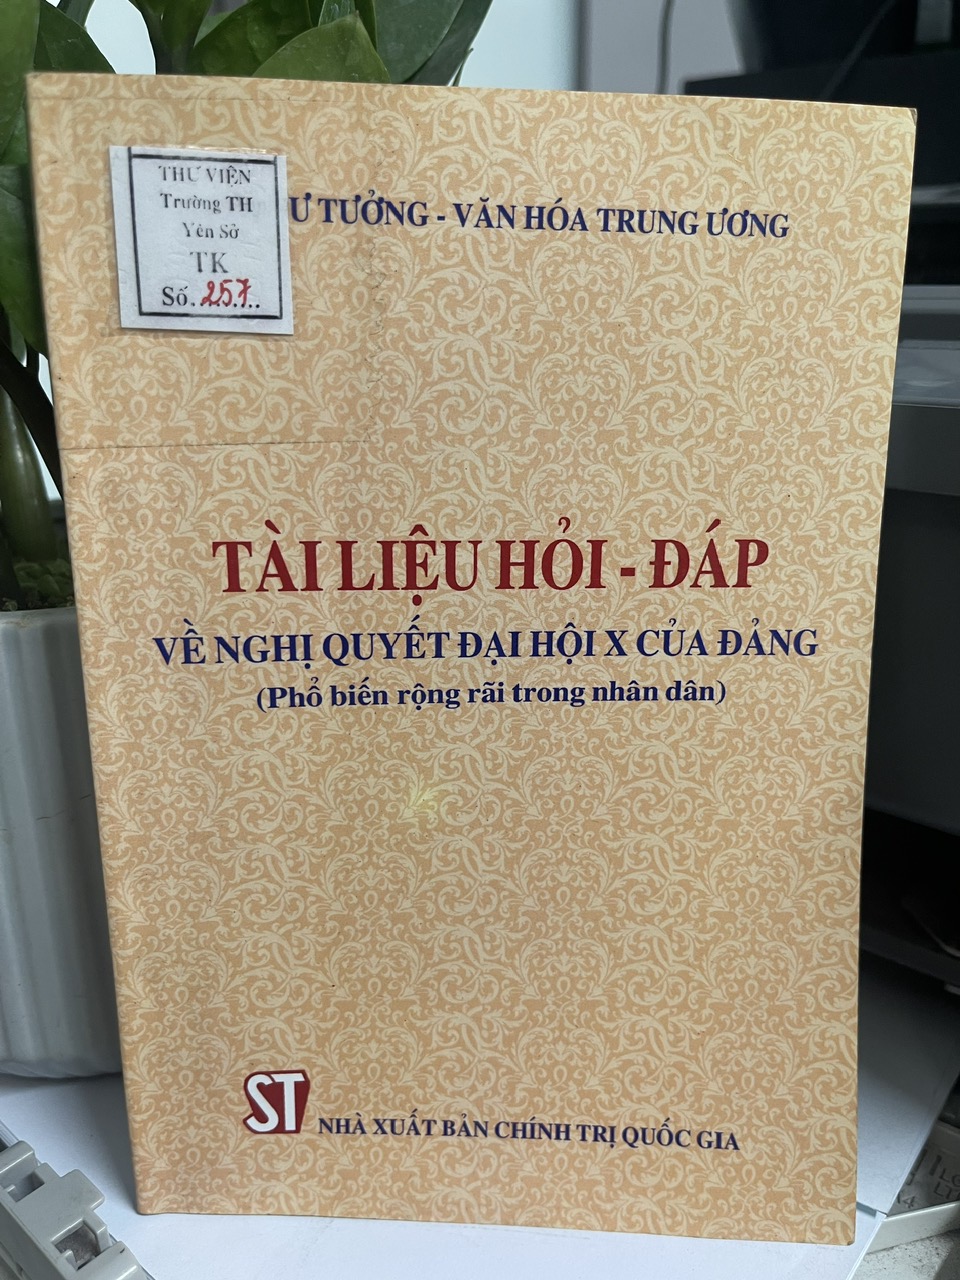 THƯ VIỆN
Trường TH
Yên Sở
TK
Số. 257....
Ư TƯỞNG - VĂN HÓA TRUNG ƯƠNG
TÀI LIỆU HỎI - ĐÁP
VỀ NGHỊ QUYẾT ĐẠI HỘI X CỦA ĐẢNG
(Phổ biến rộng rãi trong nhân dân)
ST
NHÀ XUẤT BẢN CHÍNH TRỊ QUỐC GIA